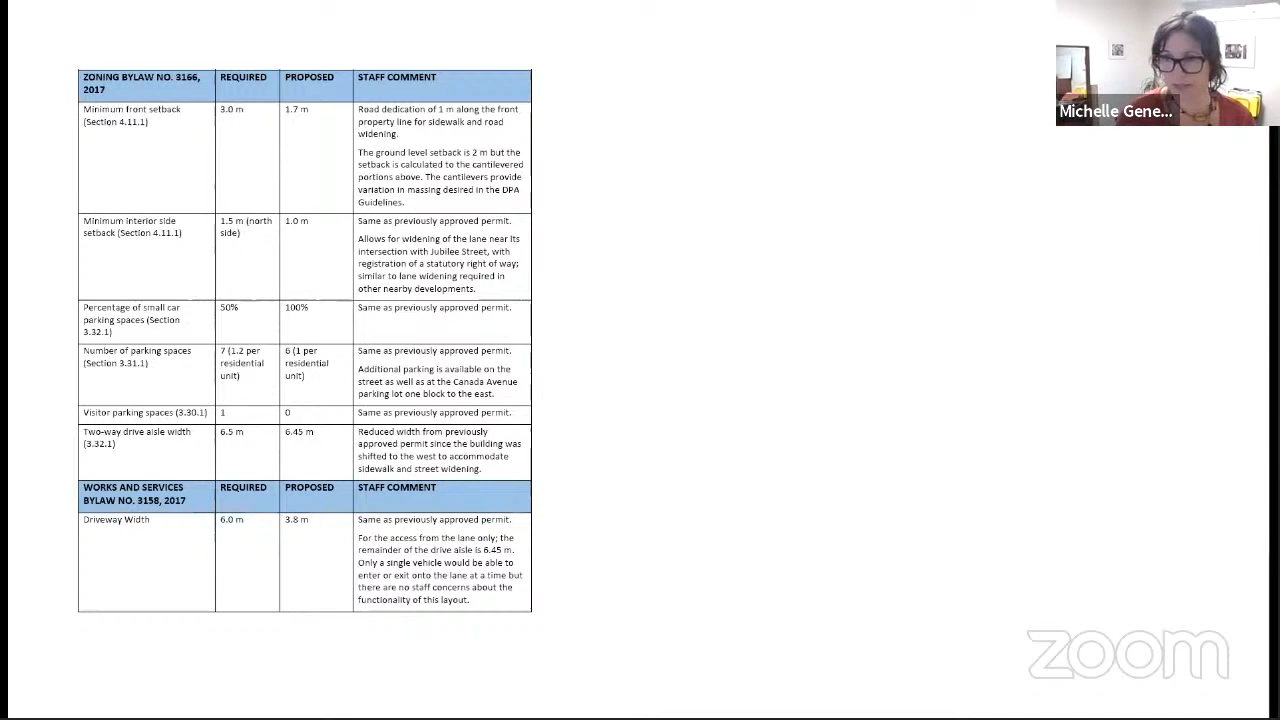 ZONING BYLAW NO. 3166, 2017 REQUIRED PROPOSED STAFF COMMENT
Minimum front setback
(Section 4.11.1)
3.0 m
1.7 m
Road dedication of 1 m along the front
property line for sidewalk and road
widening.
The ground level setback is 2 m but the
setback is calculated to the cantilevered
portions above. The cantilevers provide
variation in massing desired in the DPA
Guidelines.
Minimum interior side
setback (Section 4.11.1)
1.5 m (north
side)
1.0 m
Same as previously approved permit.
Allows for widening of the lane near its
intersection with Jubilee Street, with
registration of a statutory right of way;
similar to lane widening required in
other nearby developments.
Percentage of small car
parking spaces (Section
3.32.1)
50%
100%
Same as previously approved permit.
Number of parking spaces
(Section 3.31.1)
7 (1.2 per
residential
unit)
6 (1 per
residential
unit)
Same as previously approved permit.
Additional parking is available on the
street as well as at the Canada Avenue
parking lot one block to the east.
Visitor parking spaces (3.30.1)
1
0
Same as previously approved permit.
Two-way drive aisle width
(3.32.1)
6.5 m
6.45 m
Reduced width from previously
approved permit since the building was
shifted to the west to accommodate
sidewalk and street widening.
WORKS AND SERVICES
BYLAW NO. 3158, 2017
REQUIRED
PROPOSED
STAFF COMMENT
Driveway Width
6.0 m
3.8 m
Same as previously approved permit.
For the access from the lane only; the
remainder of the drive aisle is 6.45 m.
Only a single vehicle would be able to
enter or exit onto the lane at a time but
there are no staff concerns about the
functionality of this layout.
Michelle Gene...
zoom